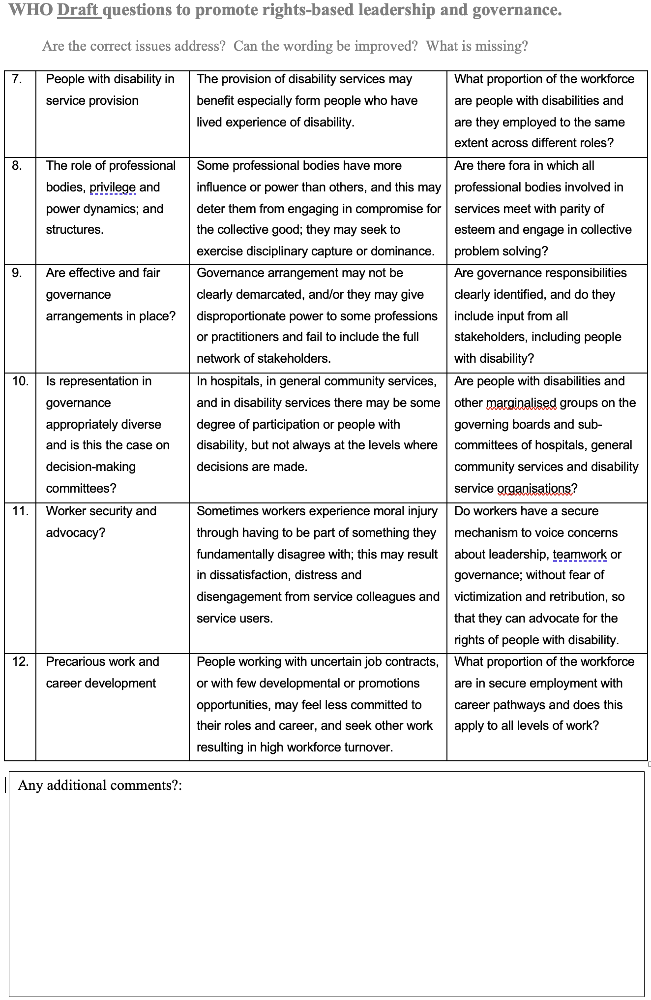 WHO Draft questions to promote rights-based leadership and governance.
Are the correct issues address?  Can the wording be improved?  What is missing?
7.
People with disability in
service provision
The provision of disability services may
benefit especially form people who have
lived experience of disability.
What proportion of the workforce
are people with disabilities and
are they employed to the same
extent across different roles?
8.
The role of professional
bodies, privilege and
power dynamics; and
structures.
Some professional bodies have more
influence or power than others, and this may
deter them from engaging in compromise for
the collective good; they may seek to
exercise disciplinary capture or dominance.
Are there fora in which all
professional bodies involved in
services meet with parity of
esteem and engage in collective
problem solving?
9.
Are effective and fair
governance
arrangements in place?
Governance arrangement may not be
clearly demarcated, and/or they may give
disproportionate power to some professions
or practitioners and fail to include the full
network of stakeholders.
Are governance responsibilities
clearly identified, and do they
include input from all
stakeholders, including people
with disability?
10.
Is representation in
governance
appropriately diverse
and is this the case on
decision-making
committees?
In hospitals, in general community services,
and in disability services there may be some
degree of participation or people with
disability, but not always at the levels where
decisions are made.
Are people with disabilities and
other marginalised groups on the
governing boards and sub-
committees of hospitals, general
community services and disability
service organisations?
11.
Worker security and
advocacy?
Sometimes workers experience moral injury
through having to be part of something they
fundamentally disagree with; this may result
in dissatisfaction, distress and
disengagement from service colleagues and
service users.
Do workers have a secure
mechanism to voice concerns
about leadership, teamwork or
governance; without fear of
victimization and retribution, so
that they can advocate for the
rights of people with disability.
12.
Precarious work and
career development
People working with uncertain job contracts,
or with few developmental or promotions
opportunities, may feel less committed to
their roles and career, and seek other work
resulting in high workforce turnover.
What proportion of the workforce
are in secure employment with
career pathways and does this
apply to all levels of work?
Any additional comments?: